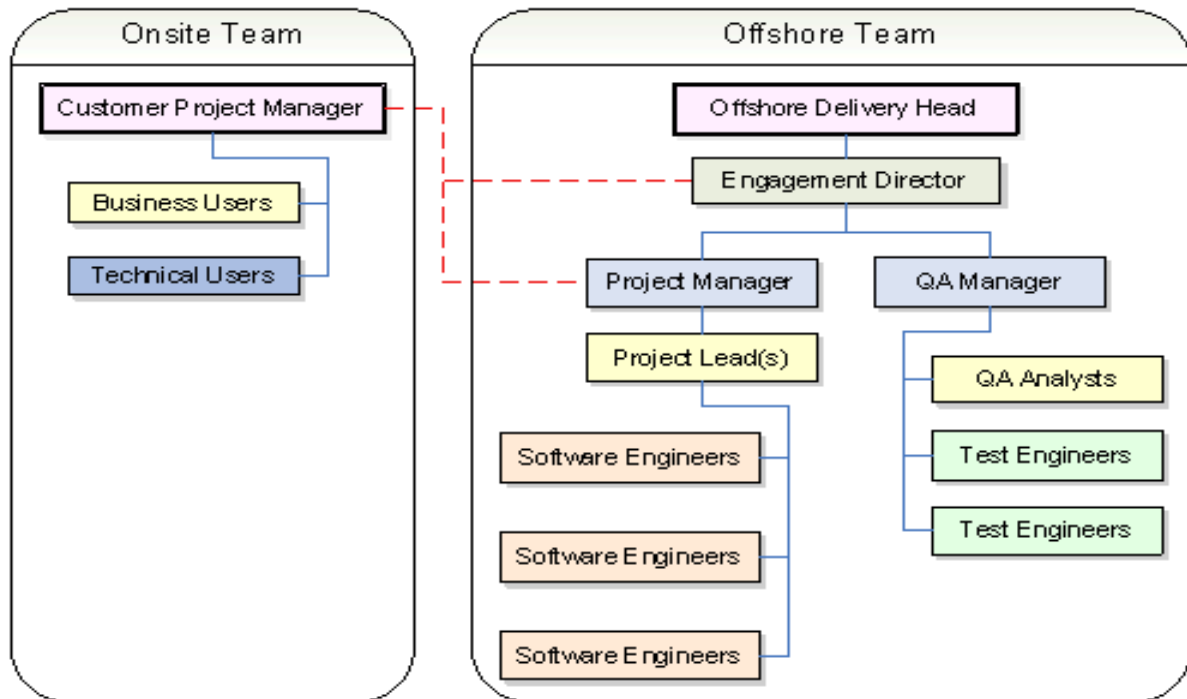 Onsite Team
Customer Project Manager
Business Users
Technical Users
Offshore Team
Offshore Delivery Head
Engagement Director
Project Manager
QA Manager
Project Lead(s)
QA Analysts
Software Engineers
Test Engineers
Software Engineers
Test Engineers
Software Engineers